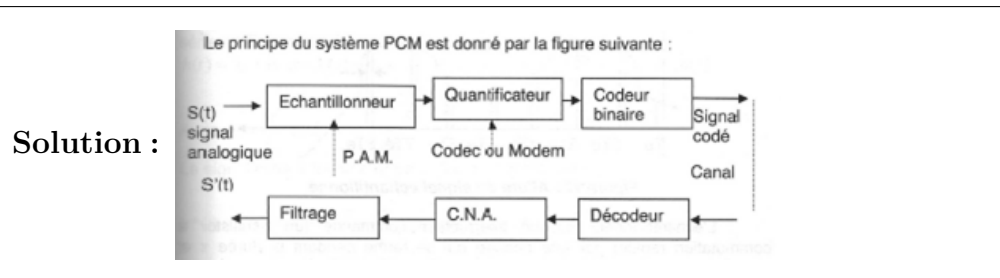 Le principe du système PCM est donné par la figure suivante :
Solution :
S(t)
signal
analogique
Echantillonneur
Quantificateur
Codeur
binaire
Signal
codé
P.A.M.
Codec ou Modem
Canal
S'(t)
Filtrage
C.N.A.
Décodeur